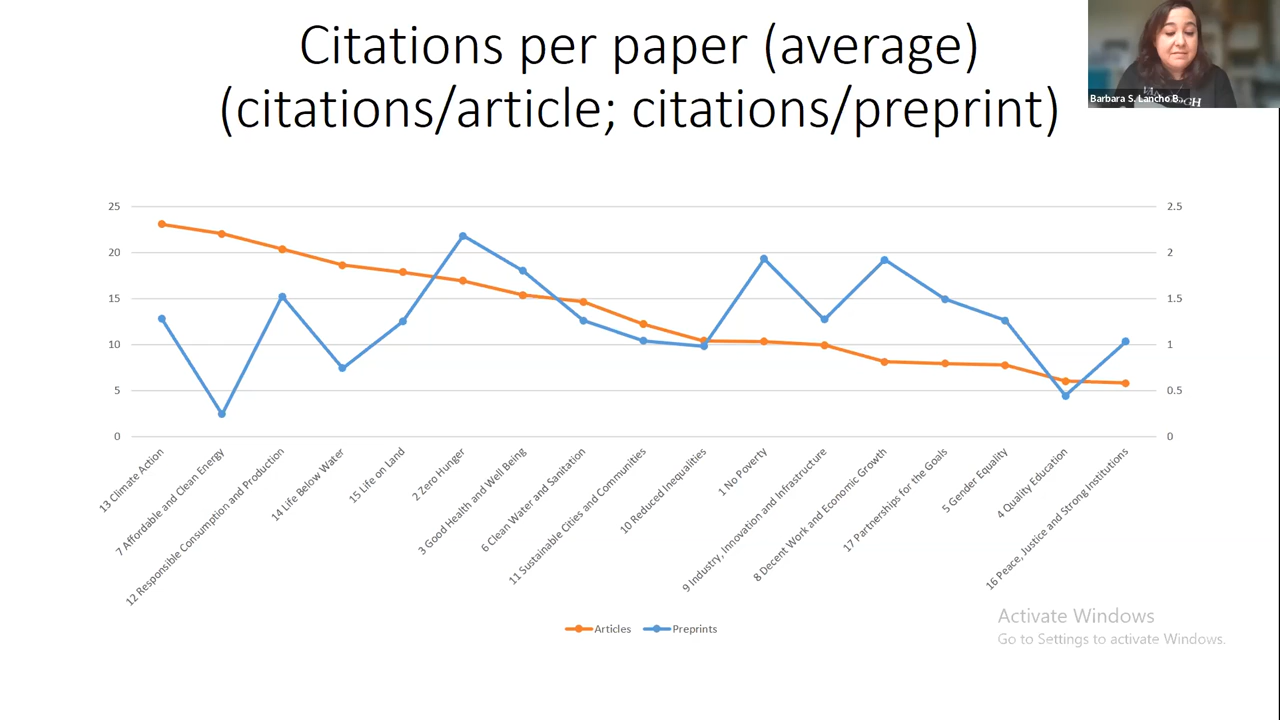 Citations per paper (average)
(citations/article; citations/preprint)
Barbara S. Lancho B...
25
20
15
10
5
0
2.5
2
1.5
1
0.5
0
13 Climate Action
7 Affordable and Clean Energy
12 Responsible Consumption and Production
14 Life Below Water
15 Life on Land
2 Zero Hunger
3 Good Health and Well Being
6 Clean Water and Sanitation
11 Sustainable Cities and Communities
10 Reduced Inequalities
1 No Poverty
9 Industry, Innovation and Infrastructure
8 Decent Work and Economic Growth
17 Partnerships for the Goals
5 Gender Equality
4 Quality Education
16 Peace, Justice and Strong Institutions
Articles
Preprints
Activate Windows
Go to Settings to activate Windows.